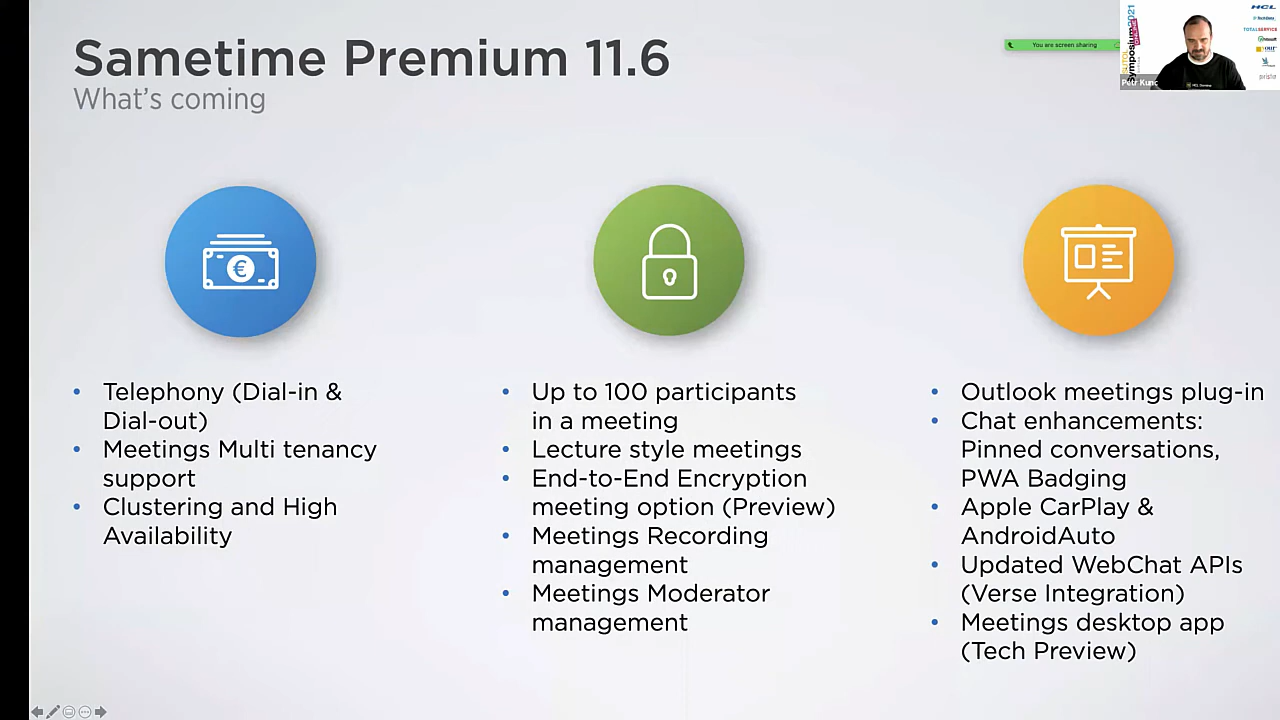 Sametime Premium 11.6
What's coming
You are screen sharing
symposium2021
ONLINE
HCL
TOTALSERVICE
Petr Kunc
€
• Telephony (Dial-in &
Dial-out)
• Meetings Multi tenancy
support
• Clustering and High
Availability
• Up to 100 participants
in a meeting
• Lecture style meetings
• End-to-End Encryption
meeting option (Preview)
• Meetings Recording
management
• Meetings Moderator
management
• Outlook meetings plug-in
• Chat enhancements:
Pinned conversations,
PWA Badging
• Apple CarPlay &
AndroidAuto
• Updated WebChat APIs
(Verse Integration)
• Meetings desktop app
(Tech Preview)